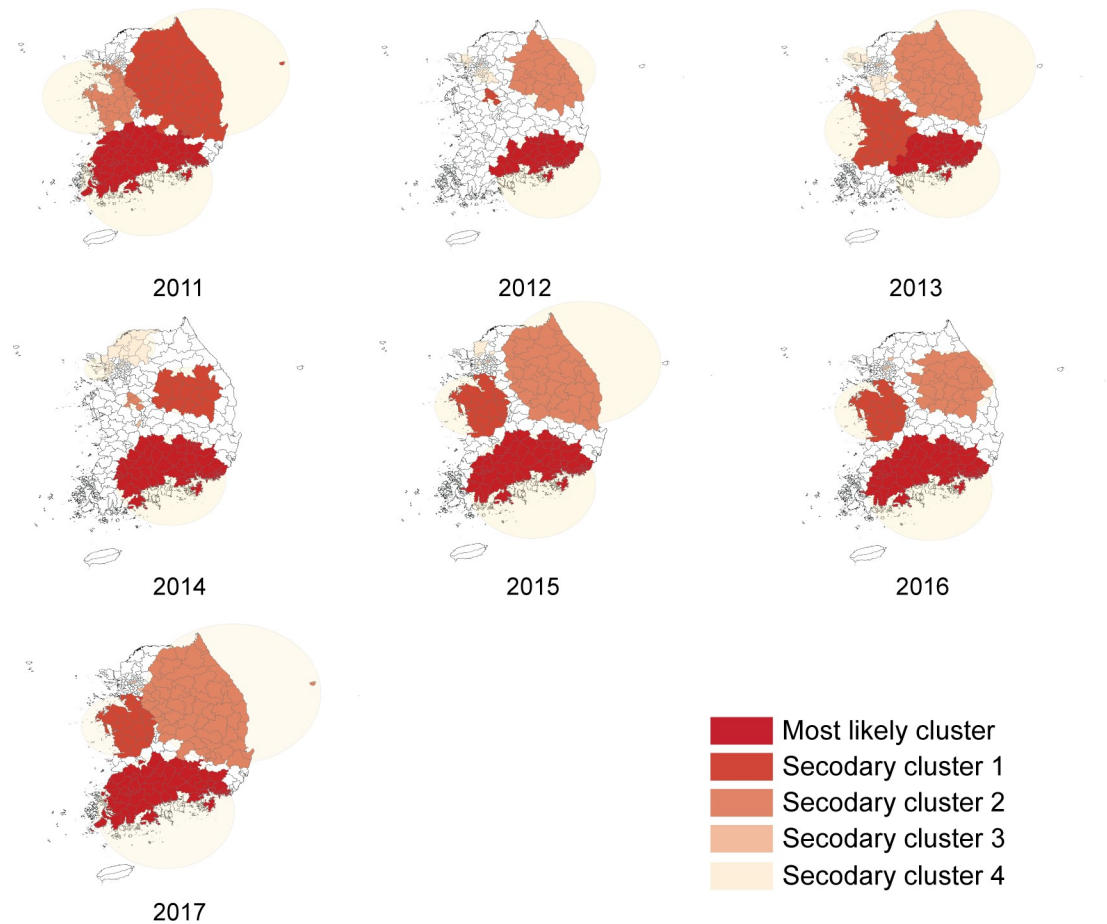 2011
2012
2013
2014
2015
2016
2017
Most likely cluster
Secodary cluster 1
Secodary cluster 2
Secodary cluster 3
Secodary cluster 4